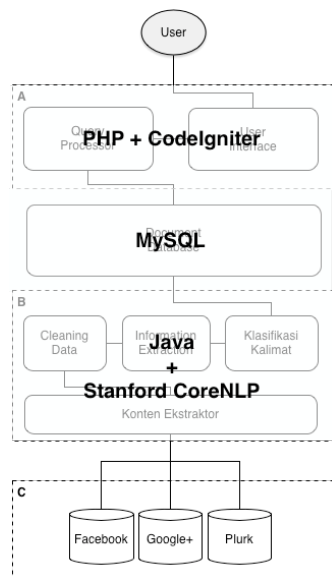 User
A
Query
Processor
User
Interface
PHP + CodeIgniter
Document
Database
MySQL
B
Cleaning
Data
Information
Extraction
Klasifikasi
Kalimat
Java
+
Stanford CoreNLP
Konten Ekstraktor
C
Facebook
Google+
Plurk